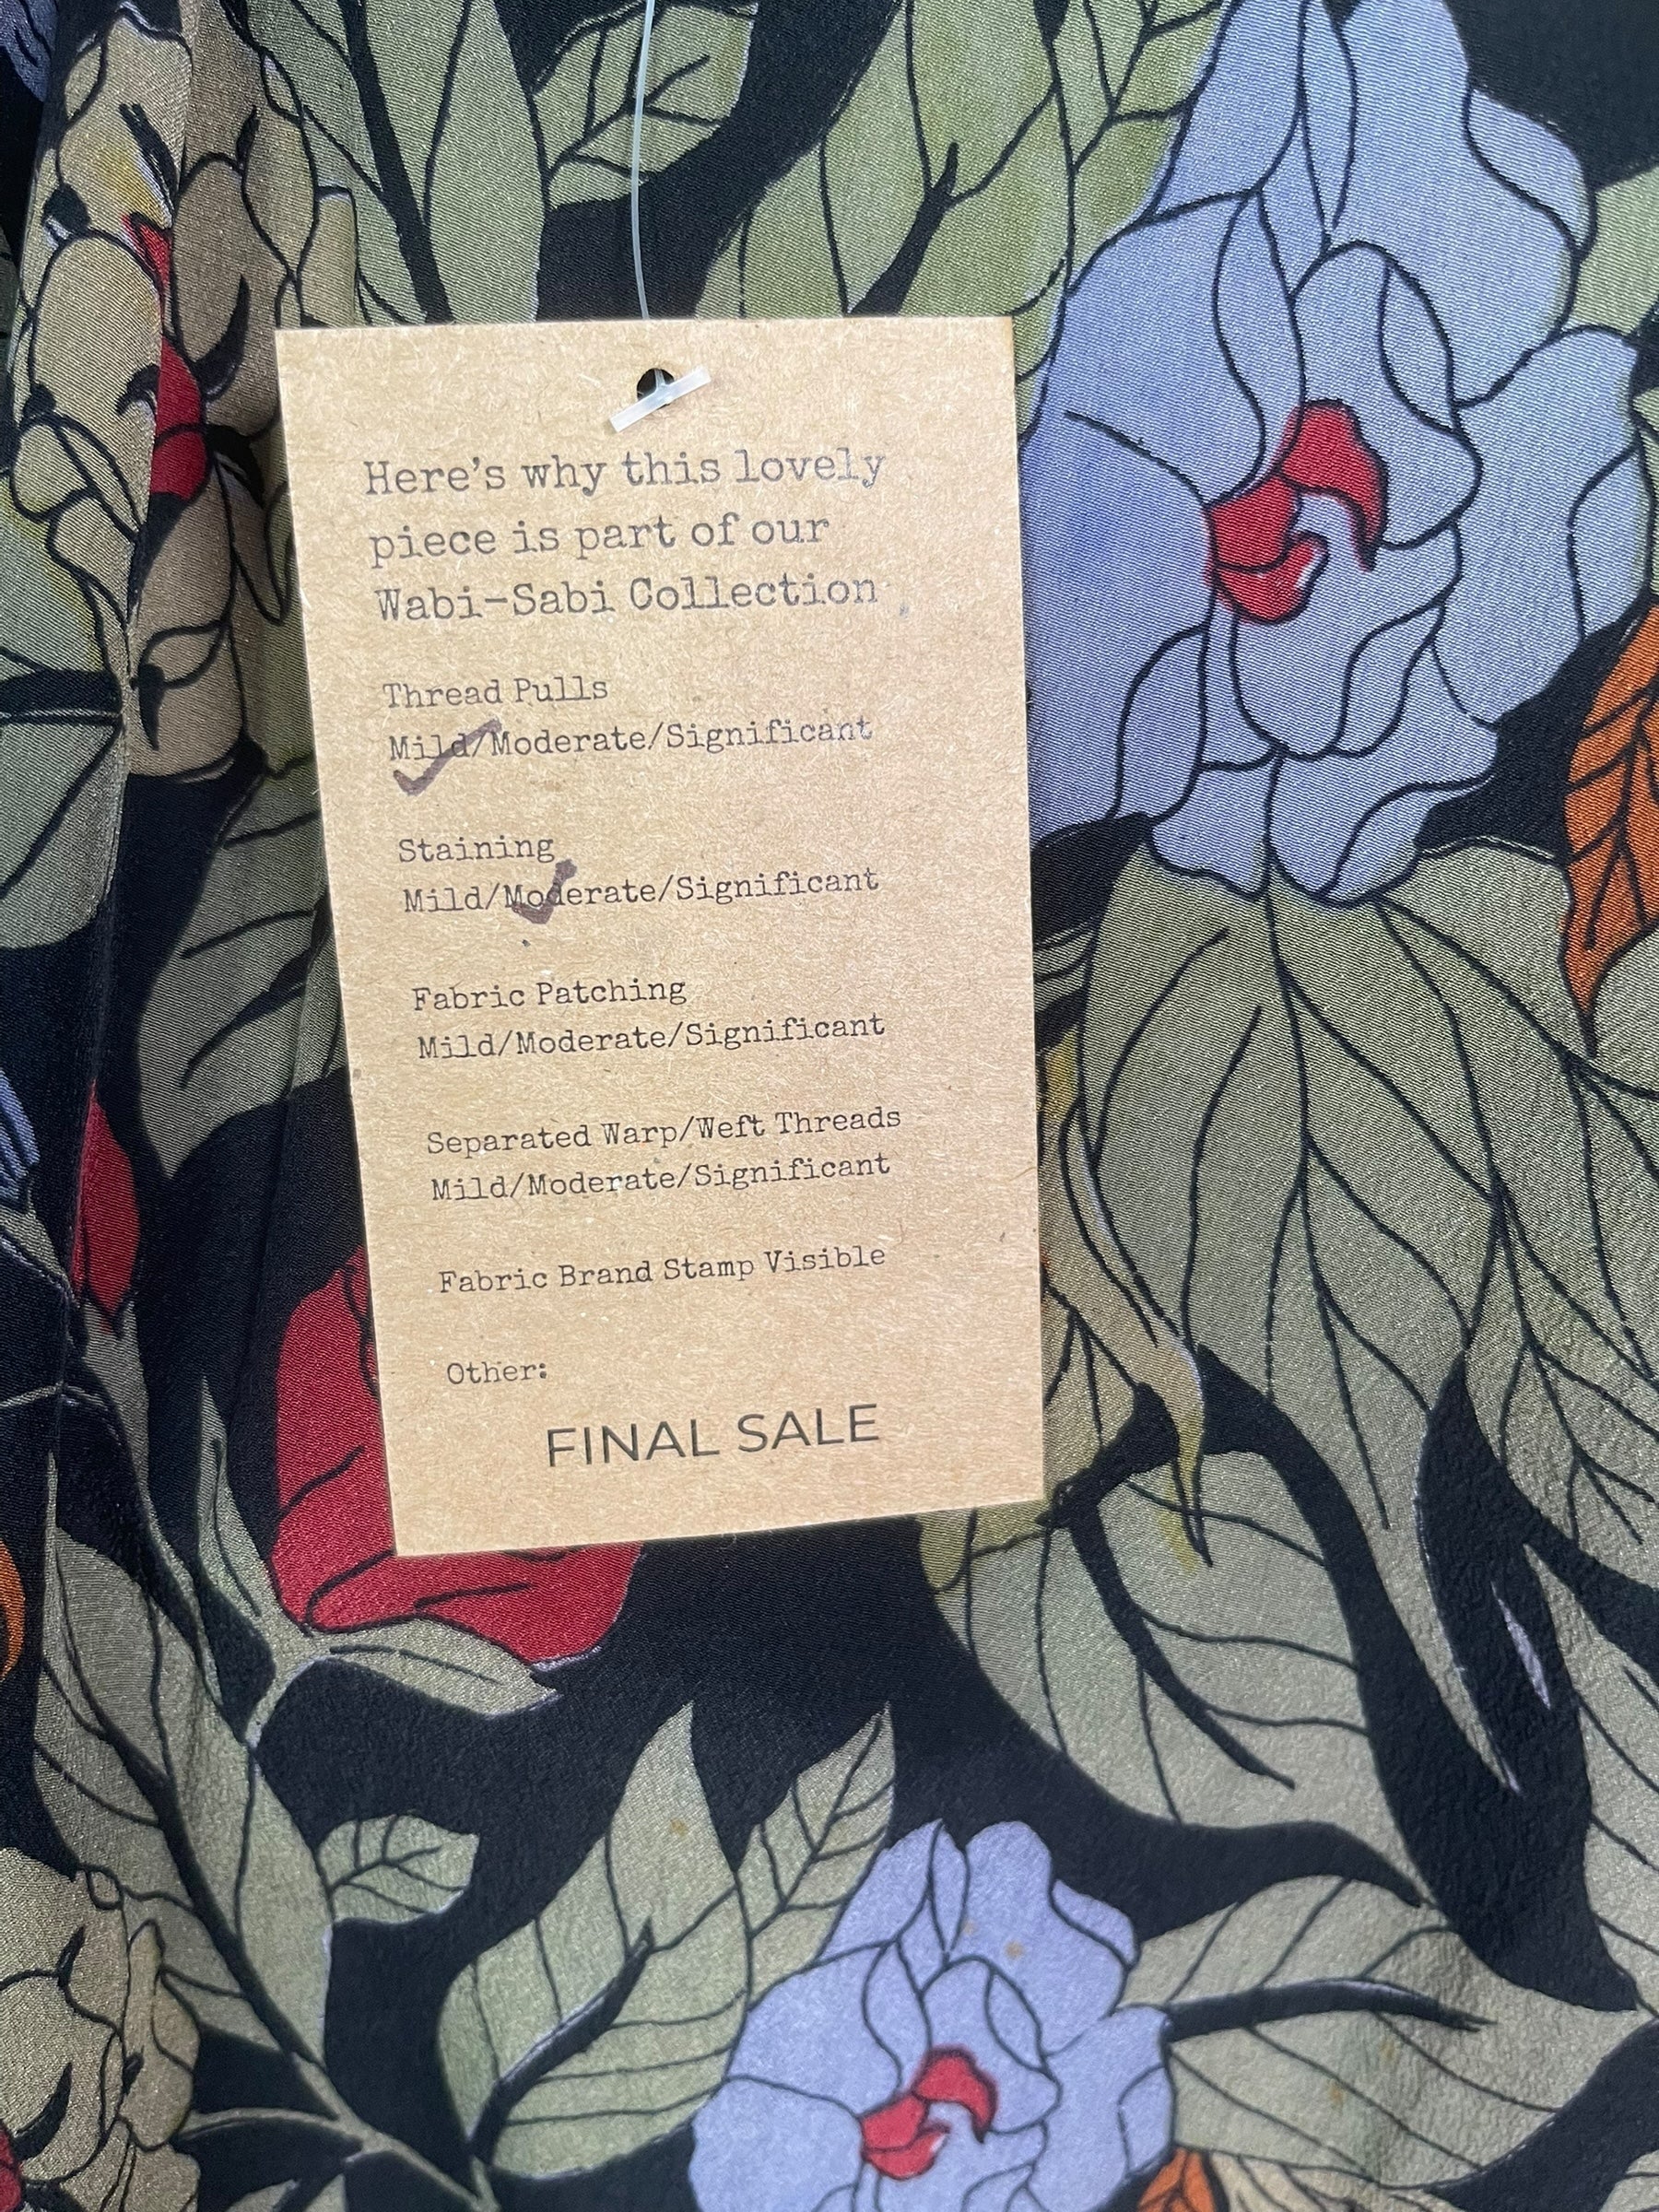 Here’s why this lovely
piece is part of our
Wabi-Sabi Collection
Thread Pulls
Mild/Moderate/Significant
Staining
Mild/Moderate/Significant
Fabric Patching
Mild/Moderate/Significant
Separated Warp/Weft Threads
Mild/Moderate/Significant
Fabric Brand Stamp Visible
Other:
FINAL SALE